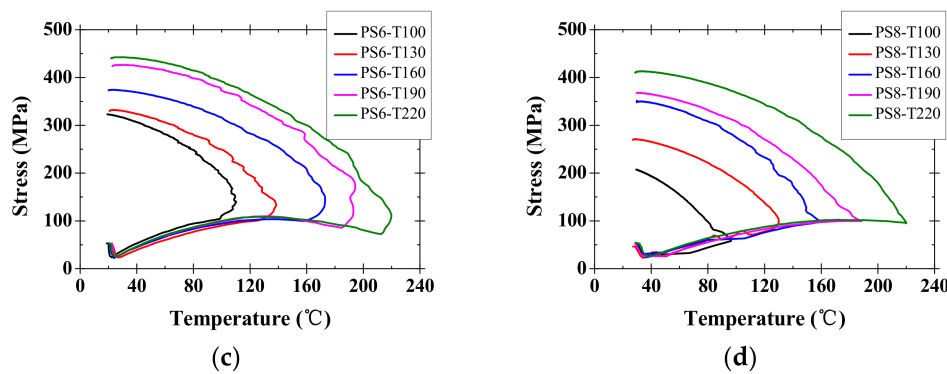 500
400
300
200
100
0
Stress (MPa)
0 40 80 120 160 200 240
Temperature (℃)
PS6-T100
PS6-T130
PS6-T160
PS6-T190
PS6-T220
(c)
500
400
300
200
100
0
Stress (MPa)
0 40 80 120 160 200 240
Temperature (℃)
PS8-T100
PS8-T130
PS8-T160
PS8-T190
PS8-T220
(d)